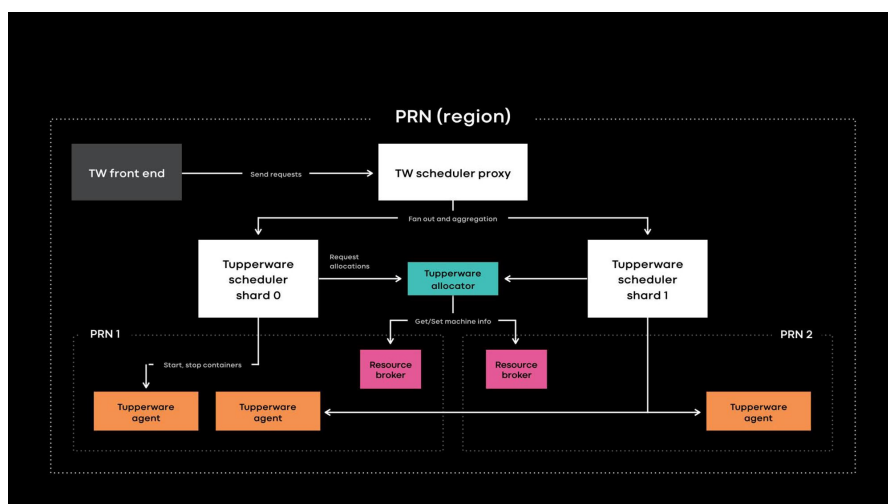 PRN (region)
TW front end
Send requests
TW scheduler proxy
Fan out and aggregation
Tupperware
scheduler
shard 0
Request
allocations
Tupperware
allocator
Tupperware
scheduler
shard 1
Get/Set machine info
PRN 1
PRN 2
Start, stop containers
Resource
broker
Resource
broker
Tupperware
agent
Tupperware
agent
Tupperware
agent